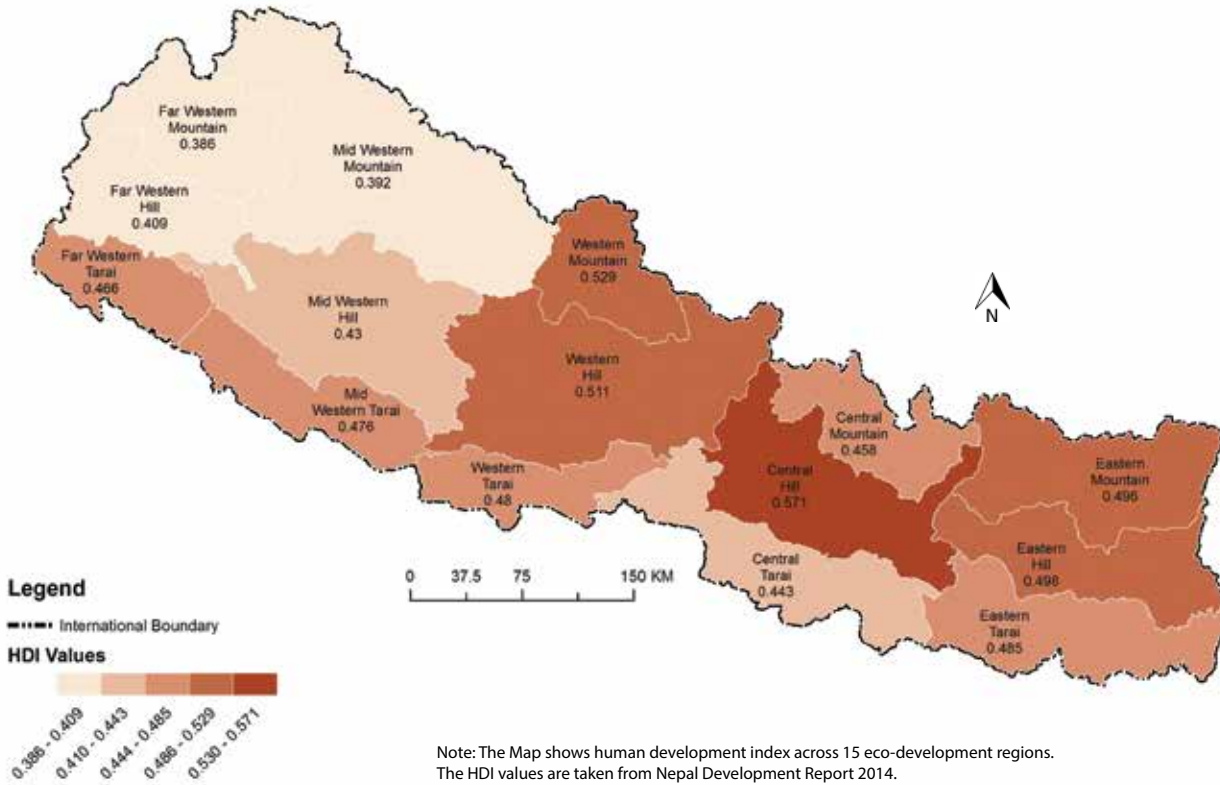 Far Western
Mountain
0.386
Mid Western
Mountain
0.392
Far Western
Hill
0.409
Far Western
Tarai
0.466
Western
Mountain
0.529
Mid Western
Hill
0.43
Western
Hill
0.511
Mid
Western Tarai
0.476
Central
Mountain
0.458
Western
Tarai
0.48
Central
Hill
0.571
Eastern
Mountain
0.496
Central
Tarai
0.443
Eastern
Hill
0.498
Eastern
Tarai
0.485
N
0 37.5 75 150 KM
Legend
International Boundary
HDI Values
0.386 - 0.409
0.410 - 0.443
0.444 - 0.485
0.486 - 0.529
0.530 - 0.571
Note: The Map shows human development index across 15 eco-development regions.
The HDI values are taken from Nepal Development Report 2014.